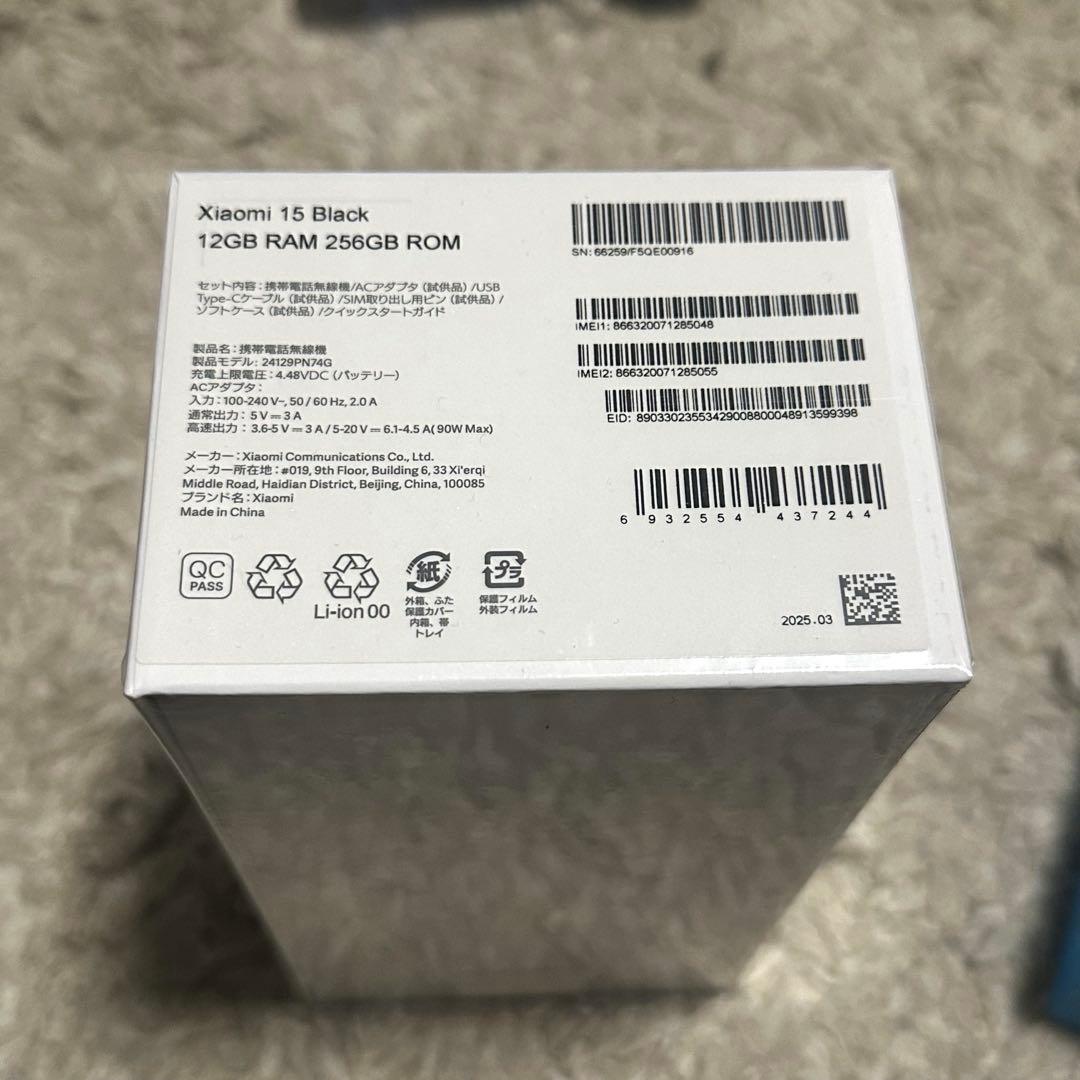 Xiaomi 15 Black
12GB RAM 256GB ROM
セット内容：携帯電話無線機/ACアダプタ（試供品）/USB
Type-Cケーブル（試供品）/SIM取り出し用ピン（試供品）/
ソフトケース（試供品）/クイックスタートガイド
製品名：携帯電話無線機
製品モデル：24129PN74G
充電上限電圧：4.48VDC（バッテリー）
ACアダプタ：
入力：100-240 V~, 50 / 60 Hz, 2.0 A
通常出力：5 V⎓3 A
高速出力：3.6-5 V⎓3 A / 5-20 V⎓6.1-4.5 A( 90W Max)
メーカー：Xiaomi Communications Co., Ltd.
メーカー所在地：#019, 9th Floor, Building 6, 33 Xi'erqi
Middle Road, Haidian District, Beijing, China, 100085
ブランド名：Xiaomi
Made in China
SN: 66259/F5QE00916
IMEI1: 866320071285048
IMEI2: 866320071285055
EID: 89033023553429008800048913599398
6 932554 437244
QC
PASS
Li-ion 00
紙
外箱、ふた
保護カバー
内箱、帯
トレイ
プラ
保護フィルム
外装フィルム
2025.03